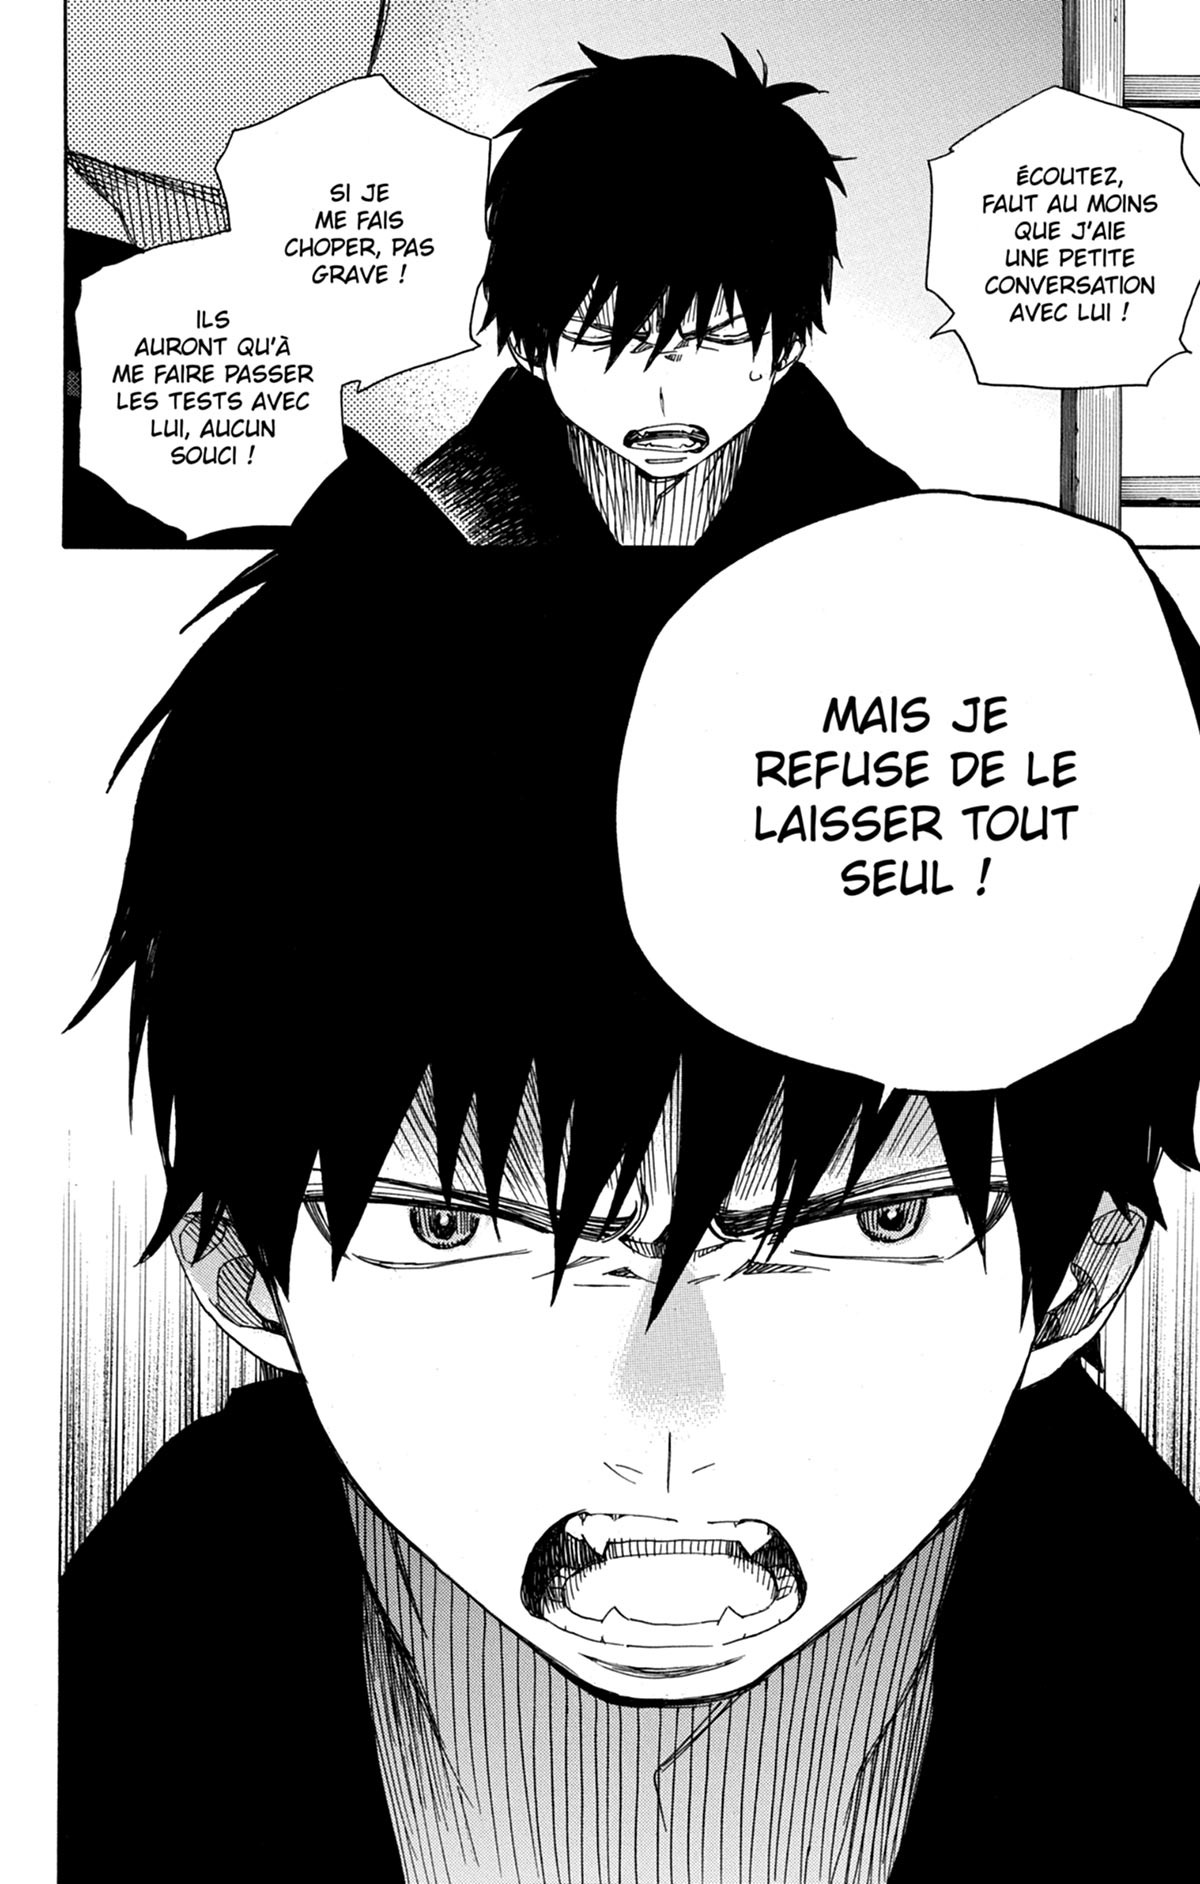 ÉCOUTEZ,
FAUT AU MOINS
QUE J'AIE
UNE PETITE
CONVERSATION
AVEC LUI !
SI JE
ME FAIS
CHOPER, PAS
GRAVE !
ILS
AURONT QU'À
ME FAIRE PASSER
LES TESTS AVEC
LUI, AUCUN
SOUCI !
MAIS JE
REFUSE DE LE
LAISSER TOUT
SEUL !